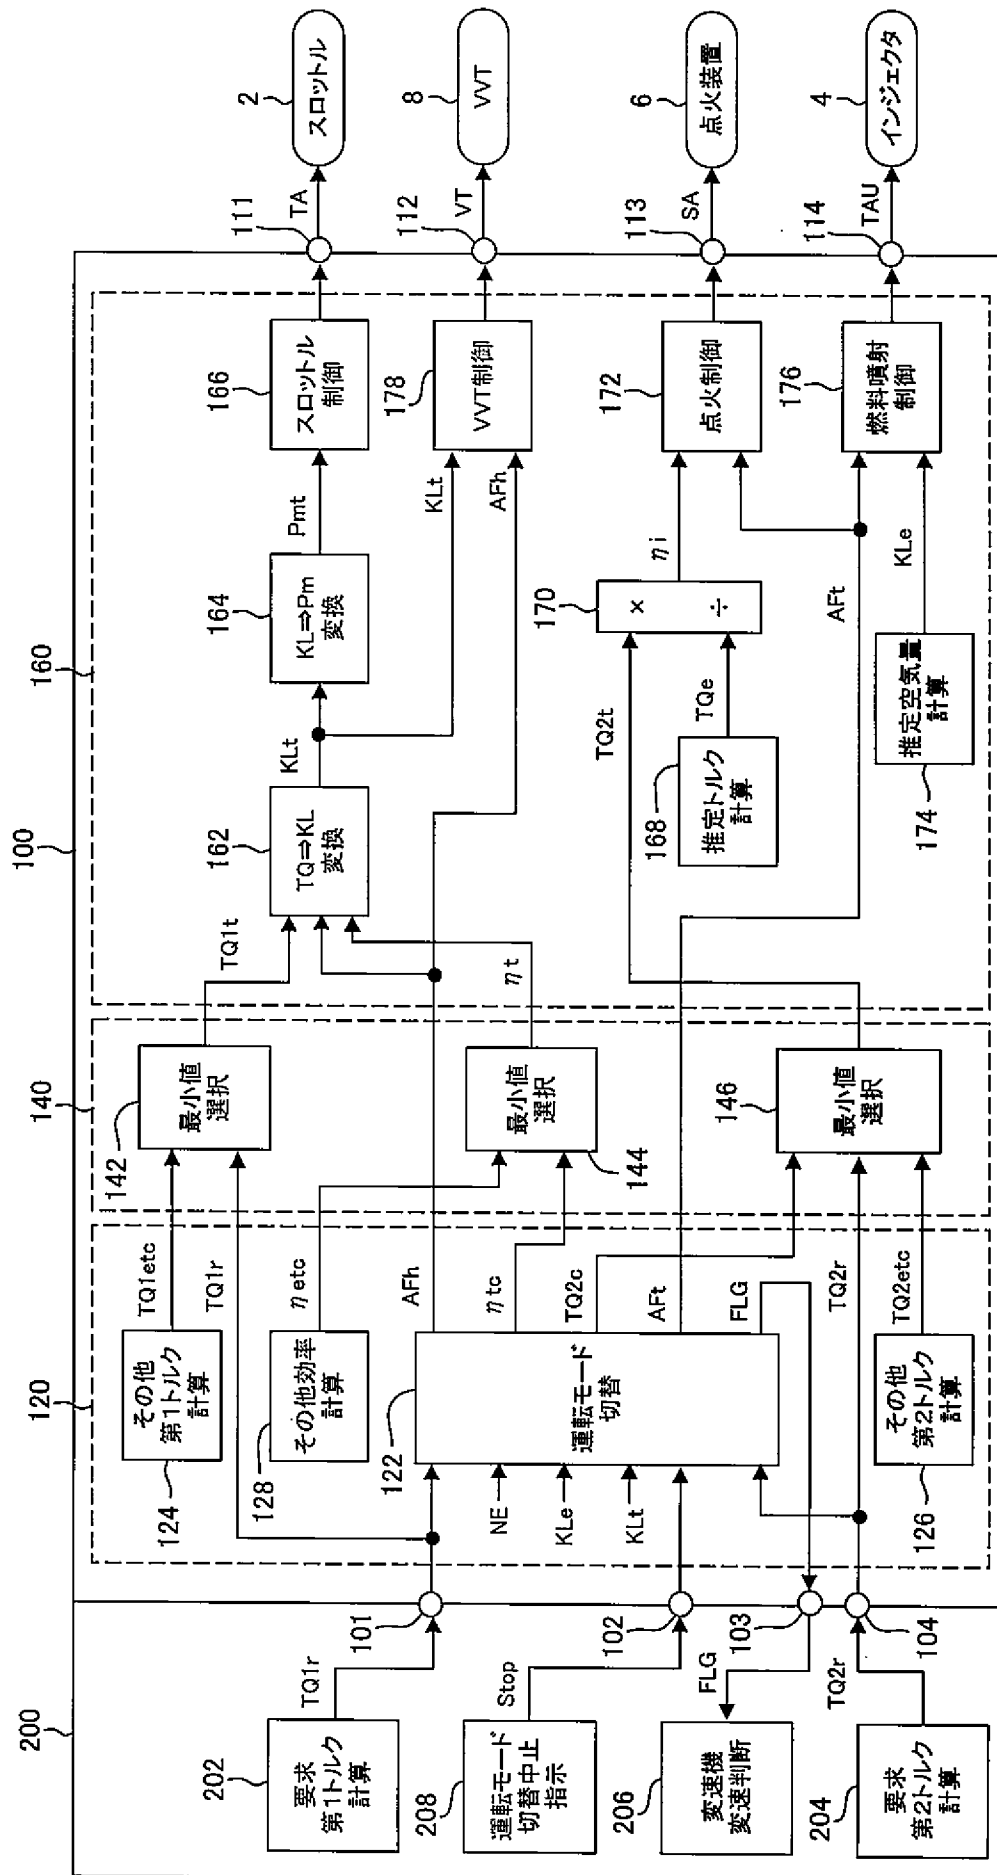 200
100
202
要求
第1トルク
計算
TQ1r
101
208
運転モード
切替中止
指示
Stop
102
206
変速機
変速判断
FLG
103
204
要求
第2トルク
計算
TQ2r
104
120
124
その他
第1トルク
計算
TQ1etc
TQ1r
128
その他効率
計算
ηetc
122
運転モード
切替
NE
KLe
KLt
AFh
ηtc
TQ2c
AFt
FLG
TQ2r
126
その他
第2トルク
計算
TQ2etc
140
142
最小値
選択
144
最小値
選択
146
最小値
選択
160
TQ1t
ηt
162
TQ⇒KL
変換
KLt
164
KL⇒Pm
変換
Pmt
166
スロットル
制御
KLt
AFh
178
VVT制御
TQ2t
168
推定トルク
計算
TQe
170
×
÷
ηi
172
点火制御
AFt
174
推定空気量
計算
KLe
176
燃料噴射
制御
111
TA
2
スロットル
112
VT
8
VVT
113
SA
6
点火装置
114
TAU
4
インジェクタ